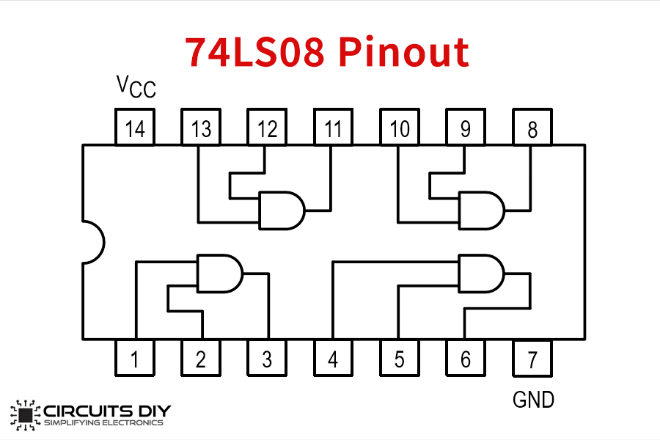 74LS08 Pinout
VCC
14 13 12 11 10 9 8
1 2 3 4 5 6 7
GND
CIRCUITS DIY
SIMPLIFYING ELECTRONICS